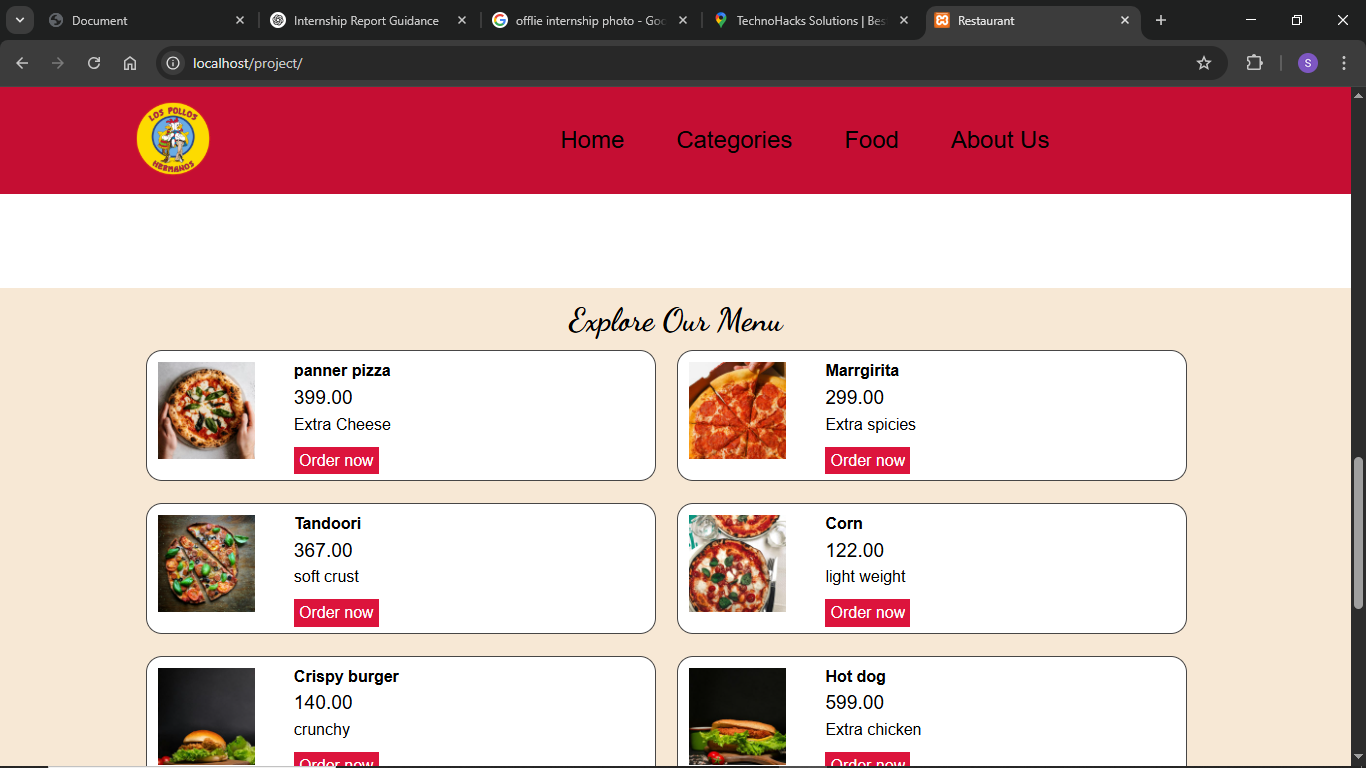 Document
Internship Report Guidance
offlie internship photo - Goo
TechnoHacks Solutions | Bes
Restaurant
localhost/project/
S
LOS POLLOS
HERMANOS
Home
Categories
Food
About Us
Explore Our Menu
panner pizza
399.00
Extra Cheese
Order now
Marrgirita
299.00
Extra spicies
Order now
Tandoori
367.00
soft crust
Order now
Corn
122.00
light weight
Order now
Crispy burger
140.00
crunchy
Order now
Hot dog
599.00
Extra chicken
Order now